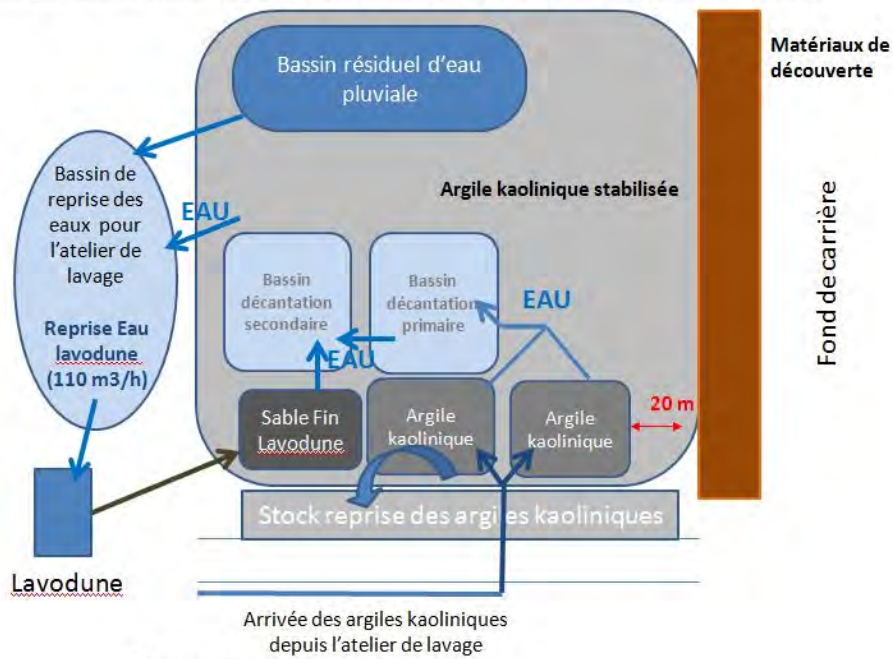 Bassin résiduel d'eau
pluviale
Matériaux de
découverte
Bassin de
reprise des
eaux pour
l'atelier de
lavage
Reprise Eau
lavodune
(110 m3/h)
EAU
Argile kaolinique stabilisée
Fond de carrière
Bassin
décantation
secondaire
Bassin
décantation
primaire
EAU
EAU
Sable Fin
Lavodune
Argile
kaolinique
Argile
kaolinique
20 m
Stock reprise des argiles kaoliniques
Lavodune
Arrivée des argiles kaoliniques
depuis l'atelier de lavage